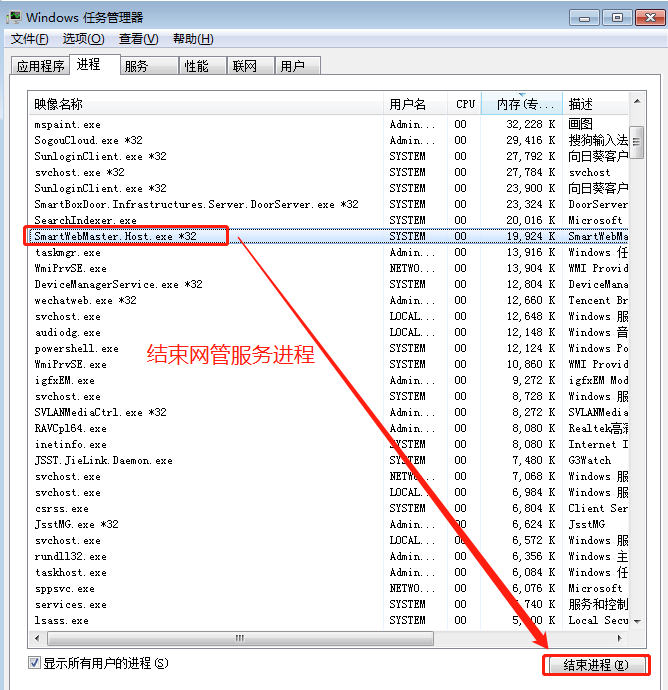 Windows 任务管理器
文件(F) 选项(O) 查看(V) 帮助(H)
应用程序 进程 服务 性能 联网 用户
映像名称 用户名 CPU 内存(专... 描述
mspaint.exe Admin... 00 32,228 K 画图
SogouCloud.exe *32 Admin... 00 29,416 K 搜狗输入法
SunloginClient.exe *32 SYSTEM 00 27,792 K 向日葵客户
svchost.exe *32 SYSTEM 00 27,784 K svchost
SunloginClient.exe *32 SYSTEM 00 23,900 K 向日葵客户
SmartBoxDoor.Infrastructures.Server.DoorServer.exe *32 SYSTEM 00 23,324 K DoorServer
SearchIndexer.exe SYSTEM 00 20,016 K Microsoft
SmartWebMaster.Host.exe *32 SYSTEM 00 19,924 K SmartWebMa
taskmgr.exe Admin... 00 13,916 K Windows 任
WmiPrvSE.exe NETWO... 00 13,904 K WMI Provid
DeviceManagerService.exe *32 SYSTEM 00 12,804 K DeviceMana
wechatweb.exe *32 Admin... 00 12,660 K Tencent Br
svchost.exe LOCAL... 00 12,648 K Windows 服
audiodg.exe LOCAL... 00 12,148 K Windows 音
powershell.exe SYSTEM 00 12,124 K Windows Po
WmiPrvSE.exe SYSTEM 00 10,860 K WMI Provid
结束网管服务进程
igfxEM.exe Admin... 00 9,272 K igfxEM Mod
svchost.exe SYSTEM 00 8,728 K Windows 服
SVLANMediaCtrl.exe *32 Admin... 00 8,272 K SVLANMedia
RAVCpl64.exe Admin... 00 8,080 K Realtek高清
inetinfo.exe SYSTEM 00 8,080 K Internet I
JSST.JieLink.Daemon.exe SYSTEM 00 7,480 K G3Watch
svchost.exe NETWO... 00 7,068 K Windows 服
svchost.exe LOCAL... 00 6,984 K Windows 服
csrss.exe SYSTEM 00 6,804 K Client Ser
JsstMG.exe *32 Admin... 00 6,624 K JsstMG
svchost.exe LOCAL... 00 6,572 K Windows 服
rundll32.exe Admin... 00 6,356 K Windows 主
taskhost.exe Admin... 00 6,084 K Windows 任
sppsvc.exe NETWO... 00 6,076 K Microsoft
services.exe SYSTEM 00 740 K 服务和控制
lsass.exe SYSTEM 00 Local Secu
显示所有用户的进程(S) 结束进程(E)